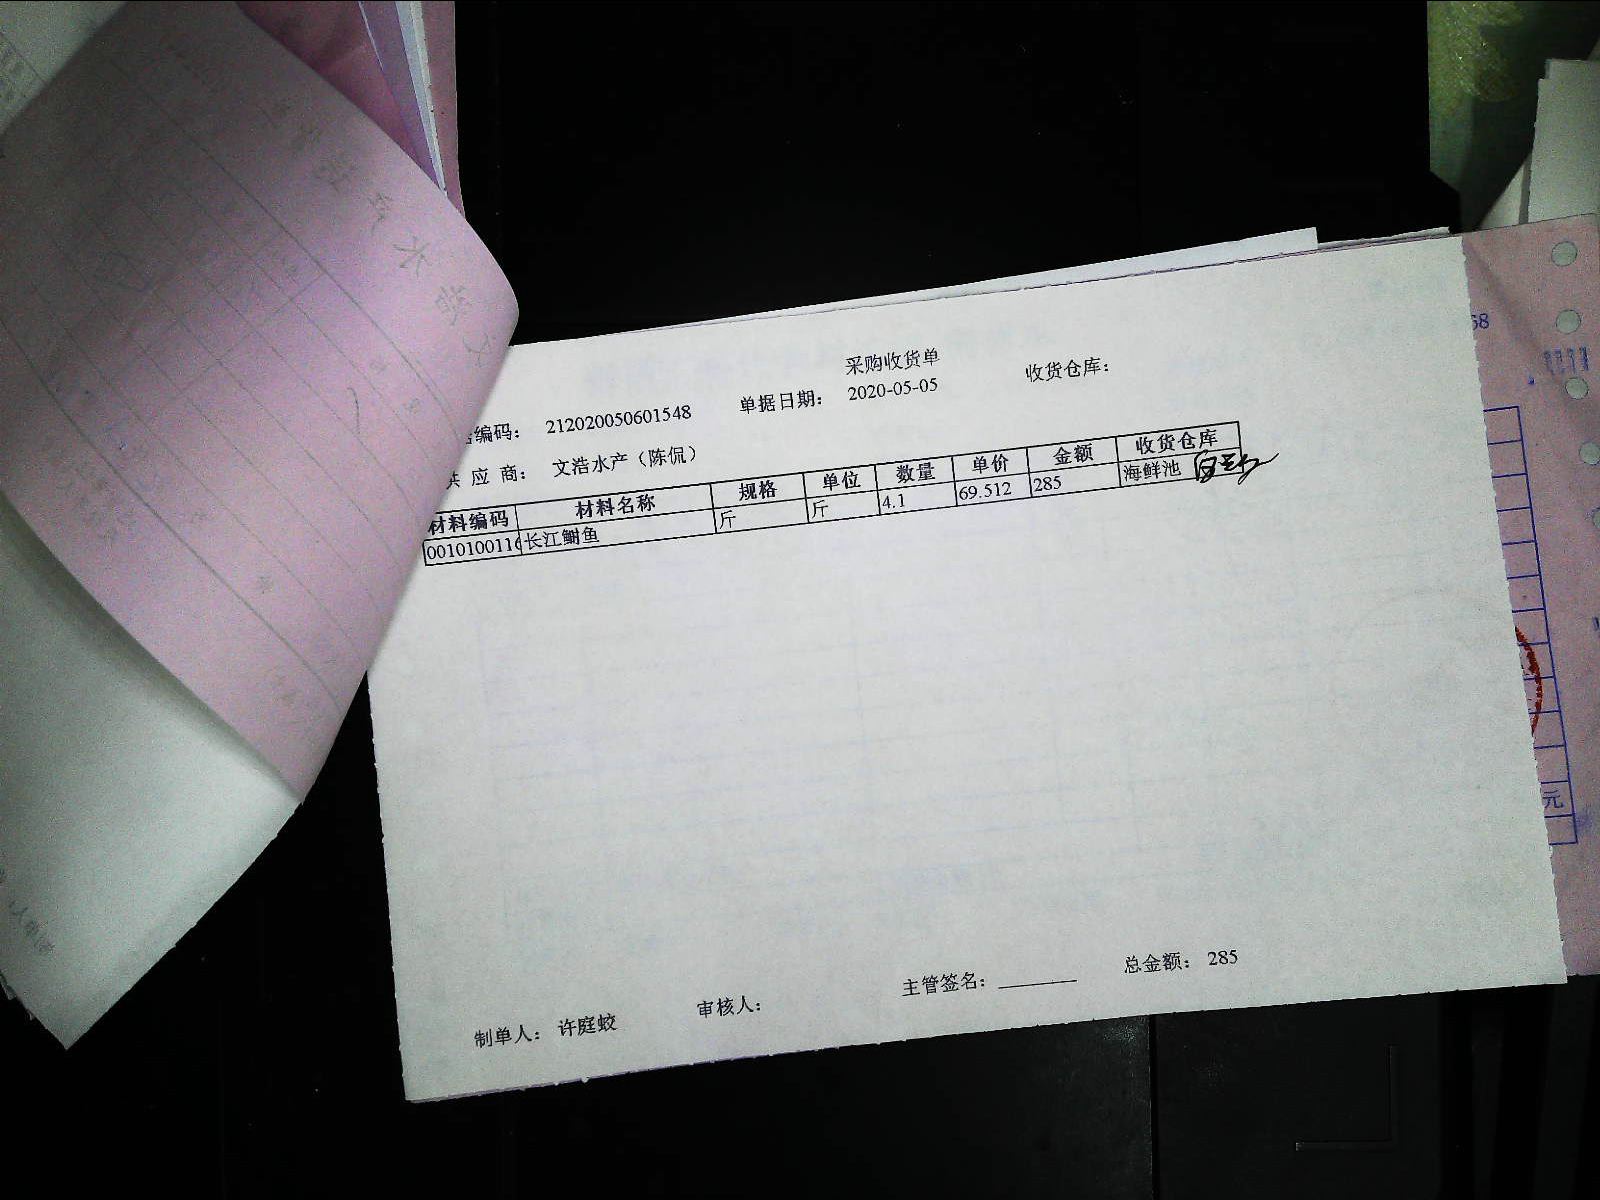 采购收货单
编码： 212020050601548 单据日期： 2020-05-05 收货仓库：
供 应 商： 文浩水产（陈侃）
材料编码 材料名称 规格 单位 数量 单价 金额 收货仓库
0010100110 长江鮰鱼 斤 斤 4.1 69.512 285 海鲜池
制单人： 许庭蛟 审核人： 主管签名： 总金额： 285
68
元